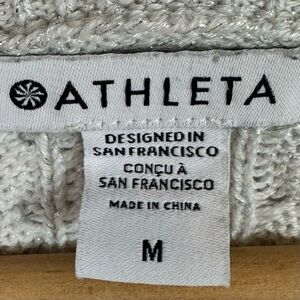 ATHLETA
DESIGNED IN
SAN FRANCISCO
CONÇU À
SAN FRANCISCO
MADE IN CHINA
M